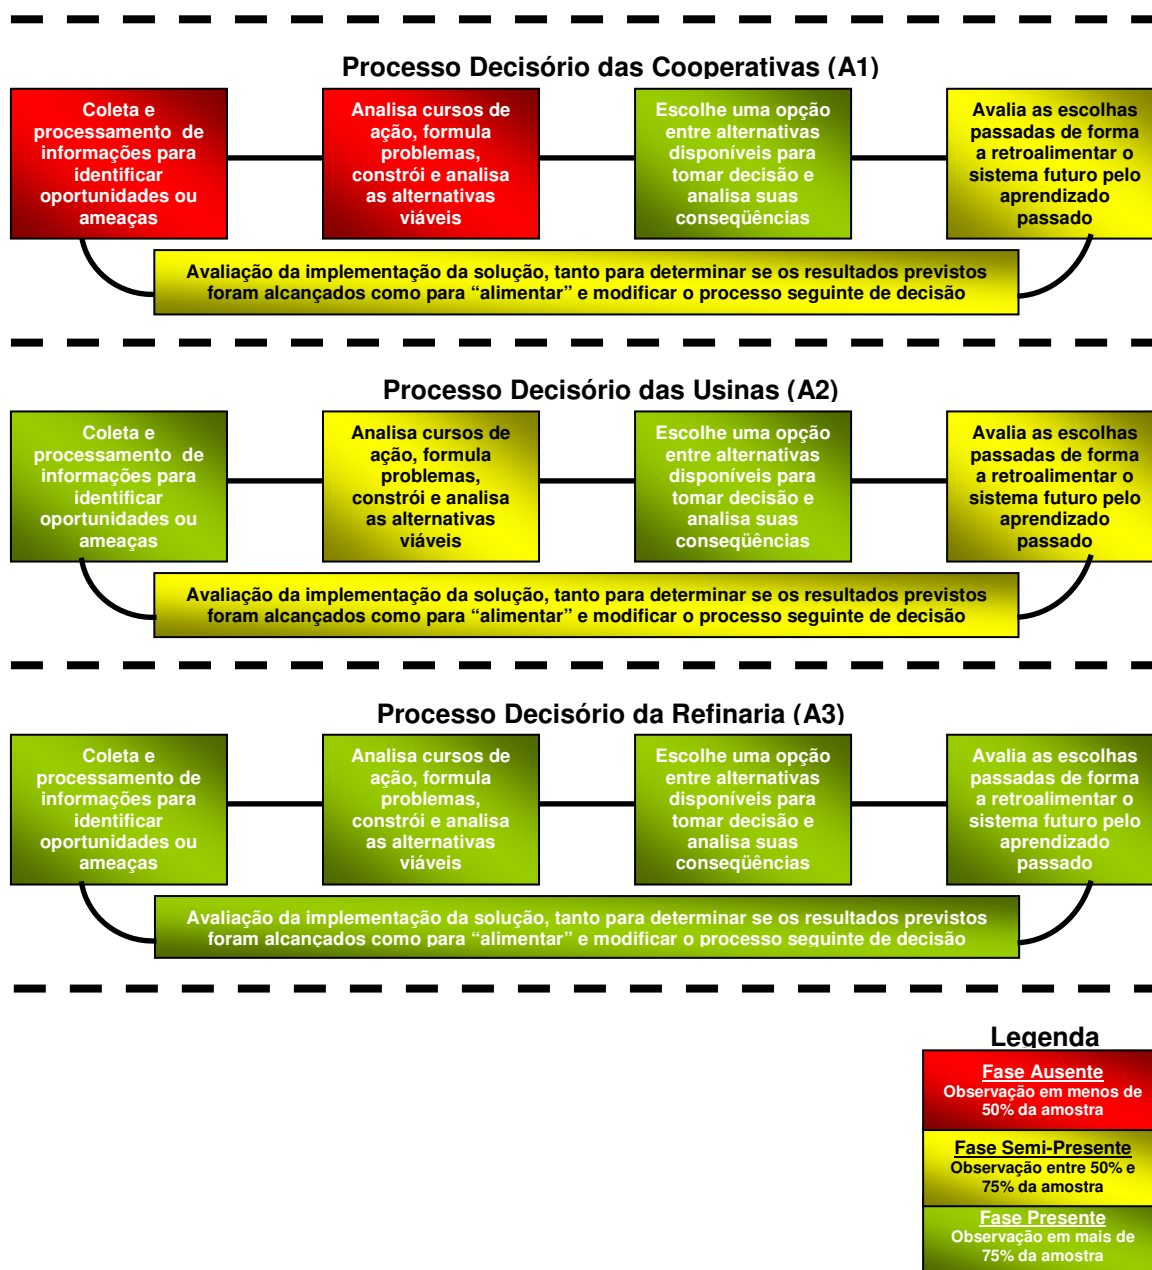 Processo Decisório das Cooperativas (A1)
Coleta e
processamento de
informações para
identificar
oportunidades ou
ameaças
Analisa cursos de
ação, formula
problemas,
constrói e analisa
as alternativas
viáveis
Escolhe uma opção
entre alternativas
disponíveis para
tomar decisão e
analisa suas
conseqüências
Avalia as escolhas
passadas de forma
a retroalimentar o
sistema futuro pelo
aprendizado
passado
Avaliação da implementação da solução, tanto para determinar se os resultados previstos
foram alcançados como para “alimentar” e modificar o processo seguinte de decisão
Processo Decisório das Usinas (A2)
Coleta e
processamento de
informações para
identificar
oportunidades ou
ameaças
Analisa cursos de
ação, formula
problemas,
constrói e analisa
as alternativas
viáveis
Escolhe uma opção
entre alternativas
disponíveis para
tomar decisão e
analisa suas
conseqüências
Avalia as escolhas
passadas de forma
a retroalimentar o
sistema futuro pelo
aprendizado
passado
Avaliação da implementação da solução, tanto para determinar se os resultados previstos
foram alcançados como para “alimentar” e modificar o processo seguinte de decisão
Processo Decisório da Refinaria (A3)
Coleta e
processamento de
informações para
identificar
oportunidades ou
ameaças
Analisa cursos de
ação, formula
problemas,
constrói e analisa
as alternativas
viáveis
Escolhe uma opção
entre alternativas
disponíveis para
tomar decisão e
analisa suas
conseqüências
Avalia as escolhas
passadas de forma
a retroalimentar o
sistema futuro pelo
aprendizado
passado
Avaliação da implementação da solução, tanto para determinar se os resultados previstos
foram alcançados como para “alimentar” e modificar o processo seguinte de decisão
Legenda
Fase Ausente
Observação em menos de
50% da amostra
Fase Semi-Presente
Observação entre 50% e
75% da amostra
Fase Presente
Observação em mais de
75% da amostra